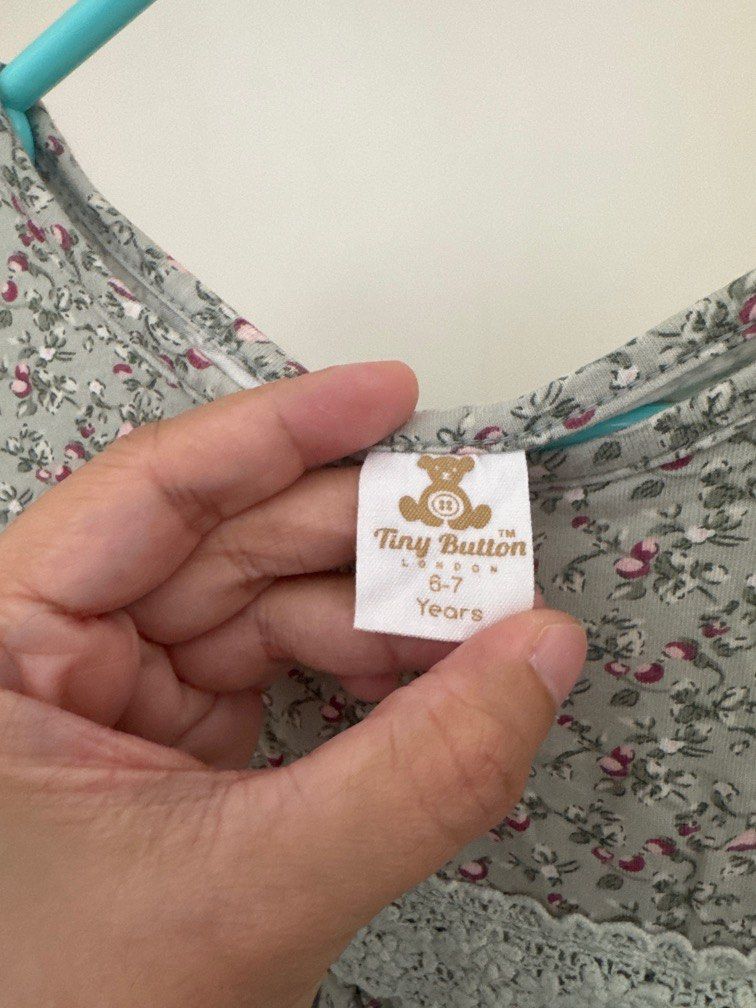 Tiny Button™
LONDON
6-7
Years